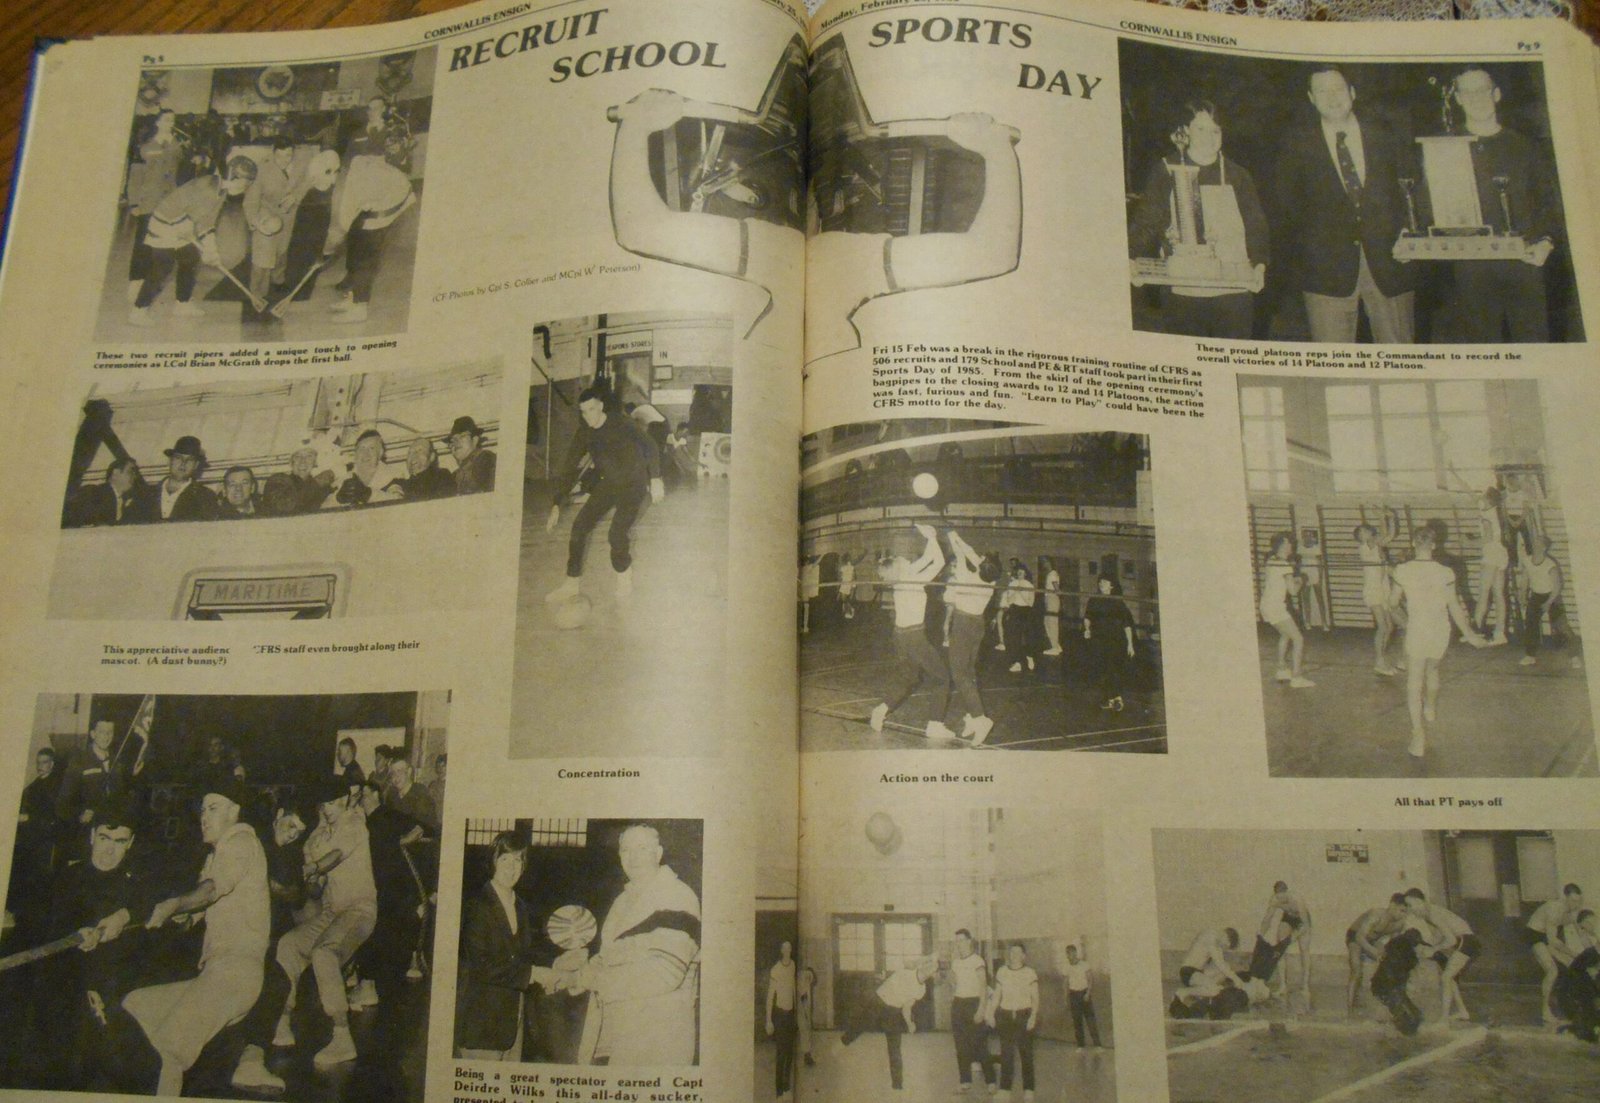 Pg 8
CORNWALLIS ENSIGN
RECRUIT
SCHOOL
(CF Photos by Cpl S. Collier and MCpl W Peterson)
These two recruit pipers added a unique touch to opening
ceremonies as LCol Brian McGrath drops the first ball.
WEAPONS STORES
IN
MARITIME
This appreciative audienc CFRS staff even brought along their
mascot. (A dust bunny?)
Concentration
Being a great spectator earned Capt
Deirdre Wilks this all-day sucker,
Monday, February
CORNWALLIS ENSIGN
Pg 9
SPORTS
DAY
Fri 15 Feb was a break in the rigorous training routine of CFRS as
506 recruits and 179 School and PE & RT staff took part in their first
Sports Day of 1985. From the skirl of the opening ceremony's
bagpipes to the closing awards to 12 and 14 Platoons, the action
was fast, furious and fun. "Learn to Play" could have been the
CFRS motto for the day.
These proud platoon reps join the Commandant to record the
overall victories of 14 Platoon and 12 Platoon.
Action on the court
All that PT pays off